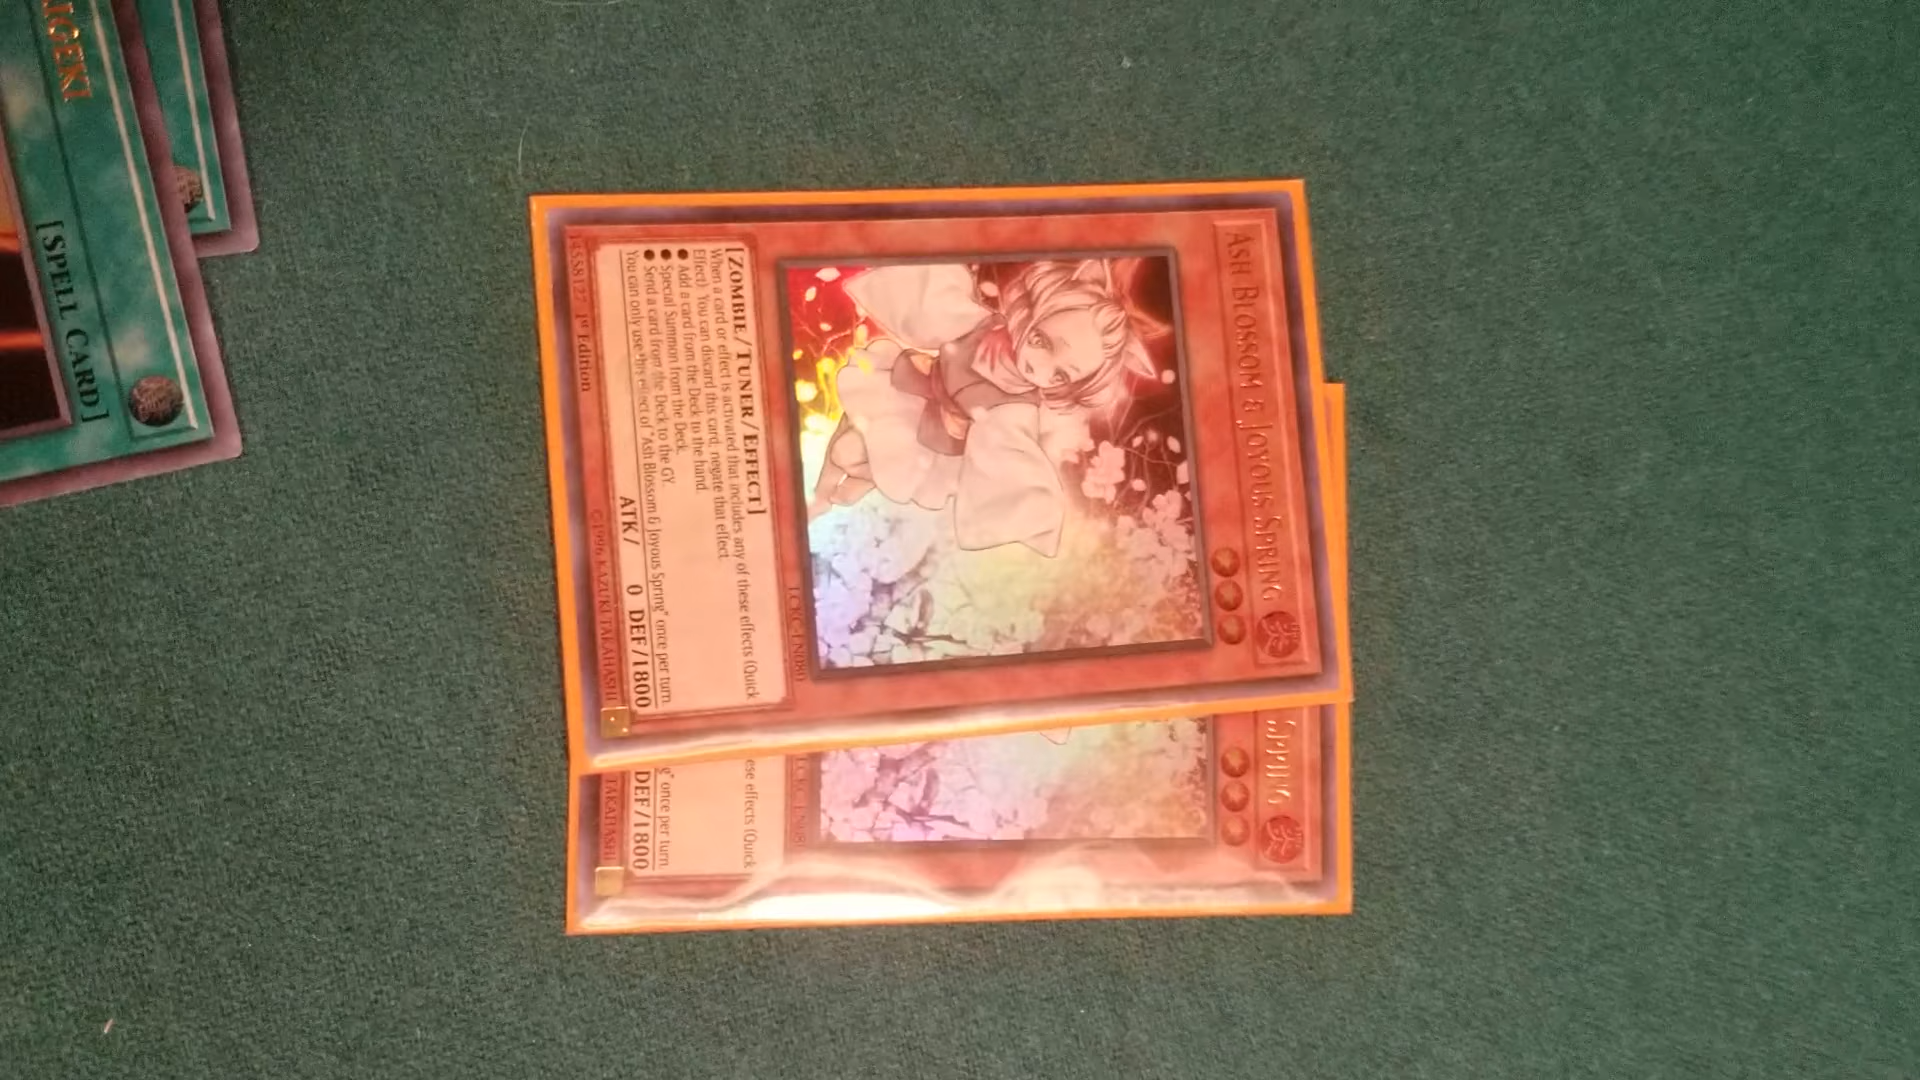 AIGEKI
[SPELL CARD]
ASH BLOSSOM & JOYOUS SPRING
LCKC-EN080
[ZOMBIE/TUNER/EFFECT]
When a card or effect is activated that includes any of these effects (Quick
Effect): You can discard this card; negate that effect.
● Add a card from the Deck to the hand.
● Special Summon from the Deck.
● Send a card from the Deck to the GY.
You can only use this effect of "Ash Blossom & Joyous Spring" once per turn.
ATK/ 0 DEF/1800
14558127 1st Edition
©1996 KAZUKI TAKAHASHI
SPRING
LCKC-EN080
ese effects (Quick
g" once per turn.
DEF/1800
TAKAHASHI